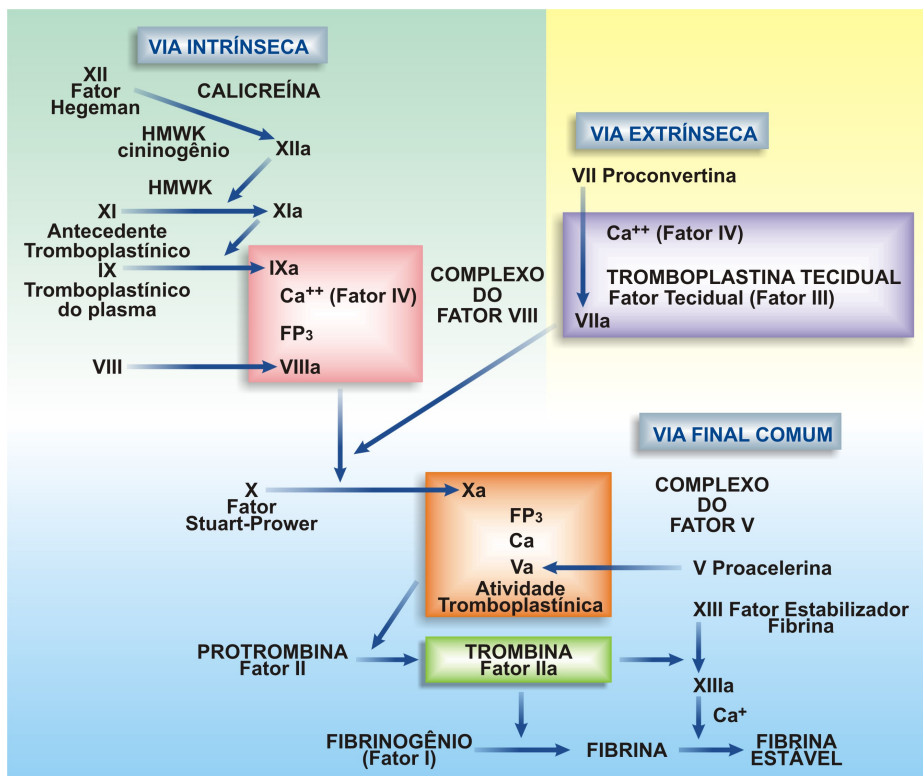 VIA INTRÍNSECA
XII
Fator
Hegeman
CALICREÍNA
HMWK
cininogênio
XIIa
HMWK
XI
XIa
Antecedente
Tromboplastínico
IX
Tromboplastínico
do plasma
IXa
Ca++ (Fator IV)
FP3
VIII
VIIIa
COMPLEXO
DO
FATOR VIII
VIA EXTRÍNSECA
VII Proconvertina
Ca++ (Fator IV)
TROMBOPLASTINA TECIDUAL
Fator Tecidual (Fator III)
VIIa
VIA FINAL COMUM
X
Fator
Stuart-Prower
Xa
FP3
Ca
Va
Atividade
Tromboplastínica
COMPLEXO
DO
FATOR V
V Proacelerina
XIII Fator Estabilizador
Fibrina
PROTROMBINA
Fator II
TROMBINA
Fator IIa
XIIIa
Ca+
FIBRINOGÊNIO
(Fator I)
FIBRINA
FIBRINA
ESTÁVEL